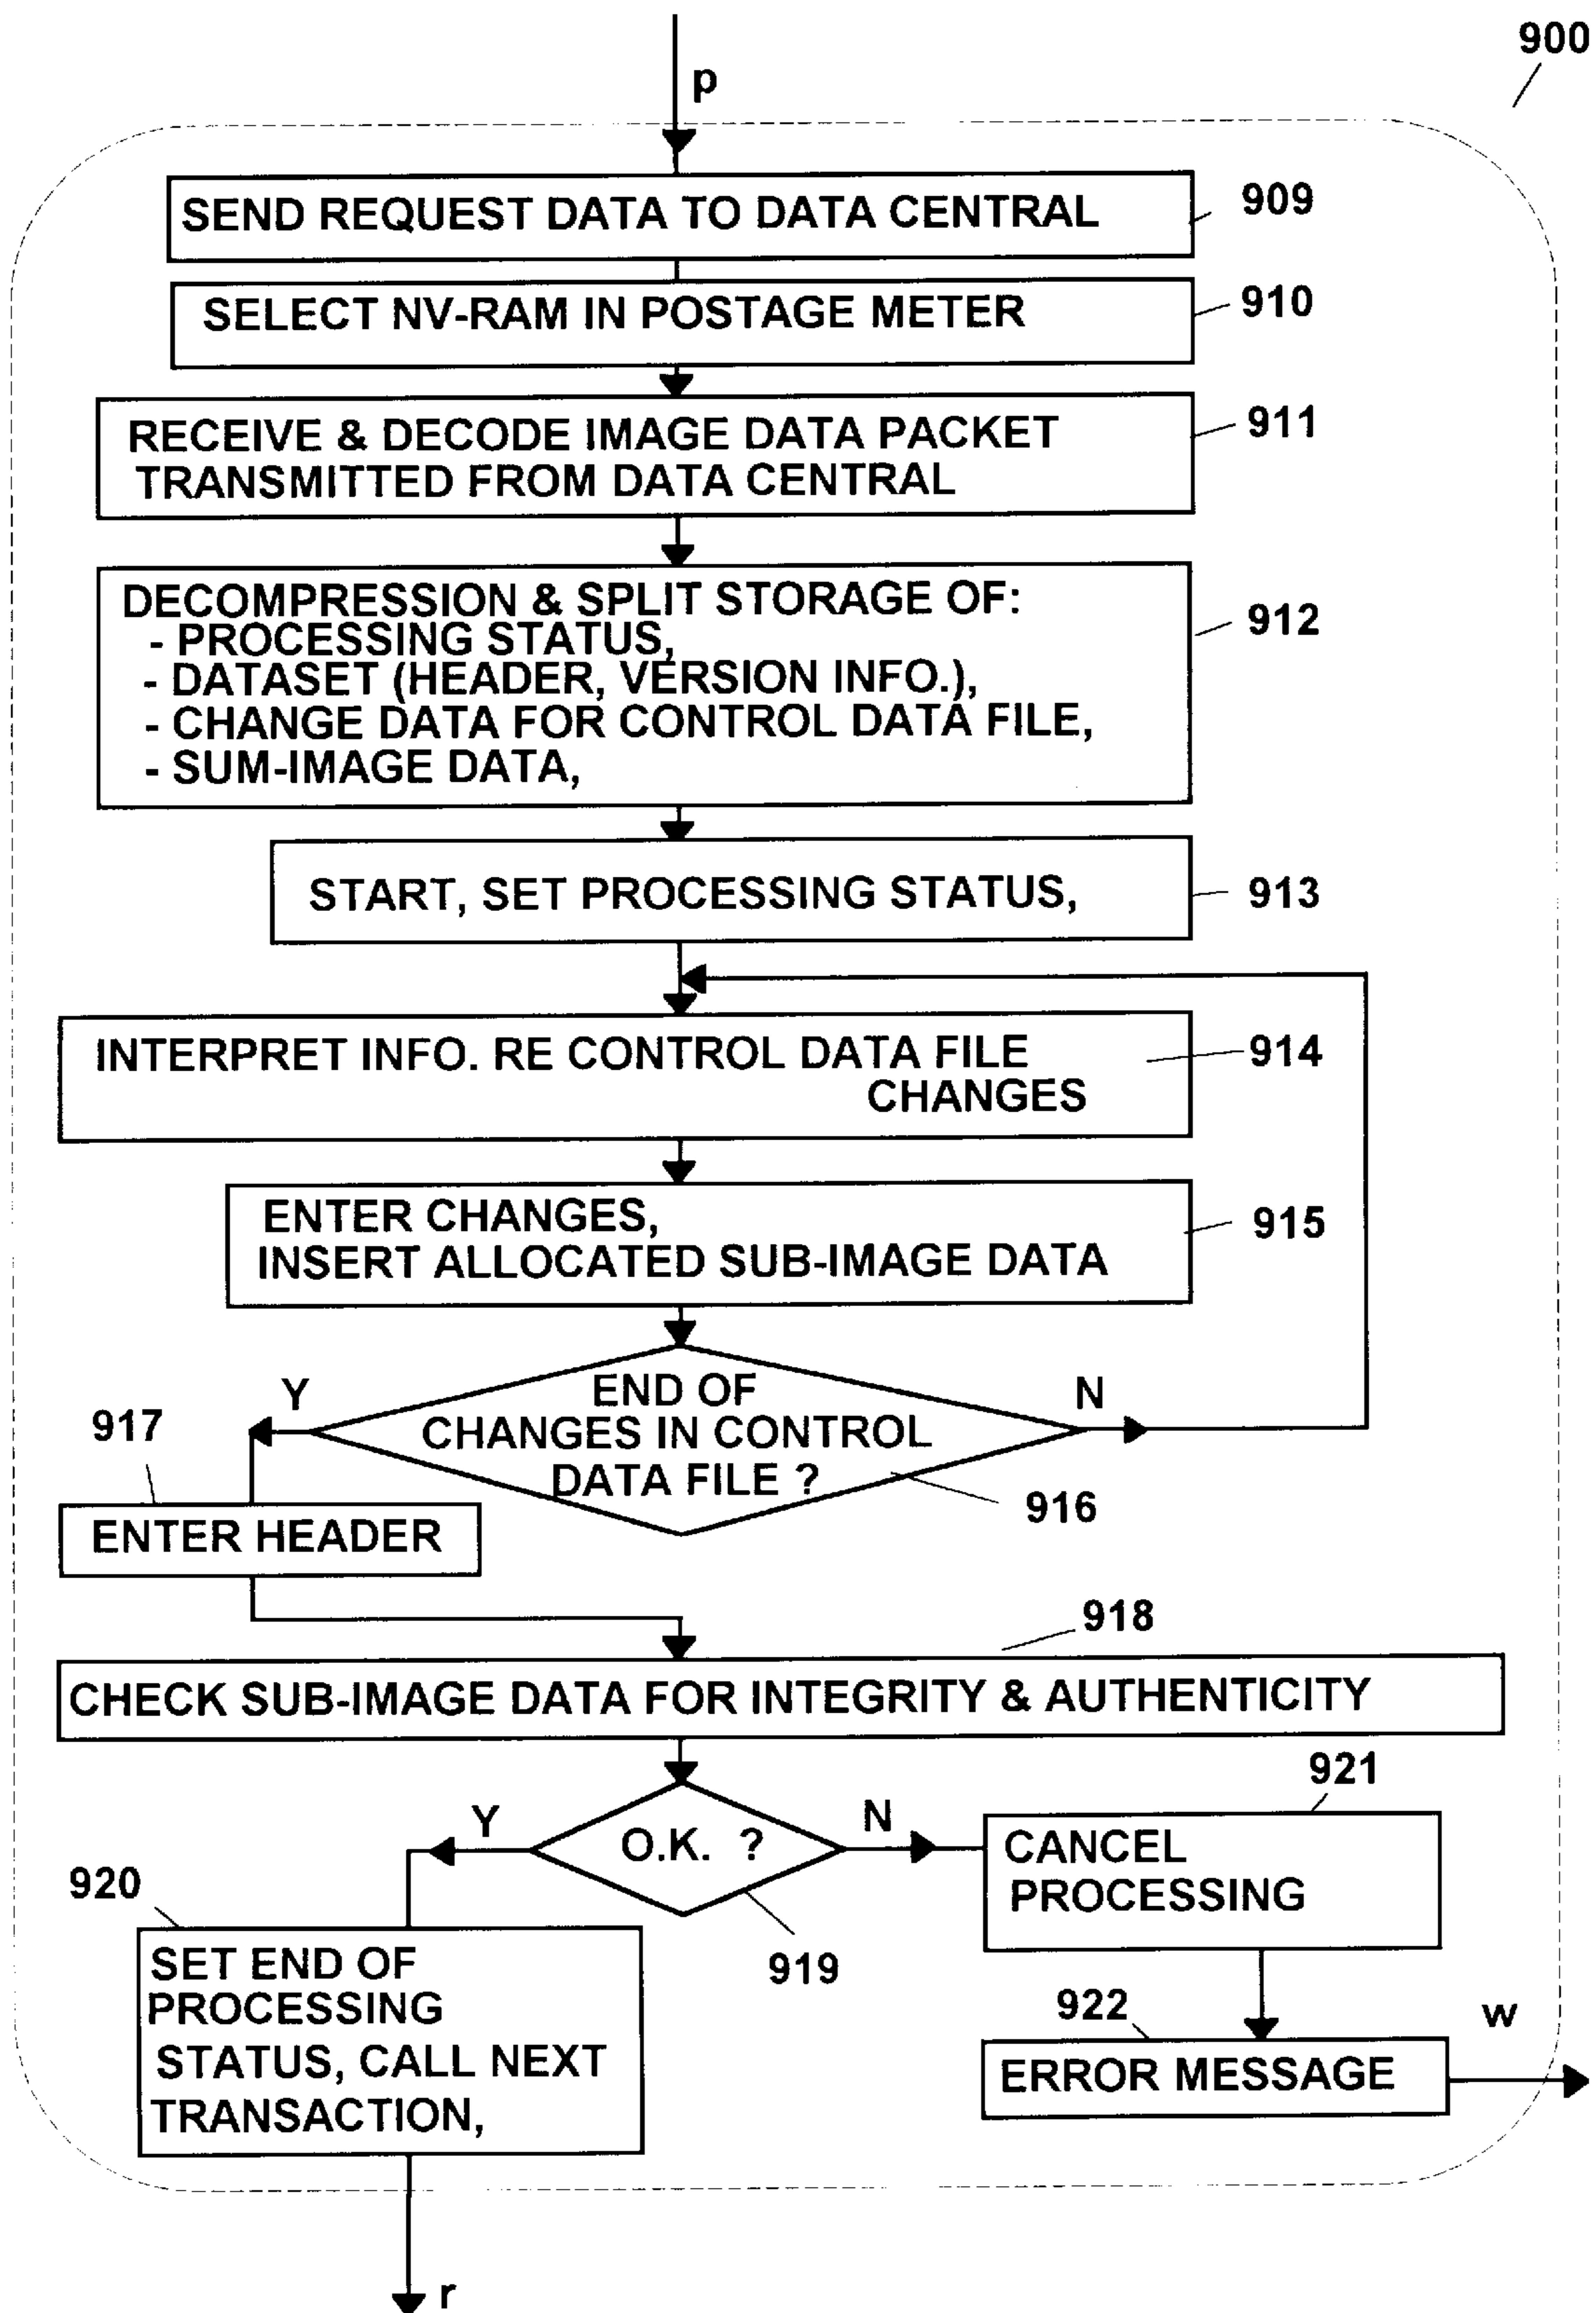 900
p
SEND REQUEST DATA TO DATA CENTRAL
909
SELECT NV-RAM IN POSTAGE METER
910
RECEIVE & DECODE IMAGE DATA PACKET
TRANSMITTED FROM DATA CENTRAL
911
DECOMPRESSION & SPLIT STORAGE OF:
- PROCESSING STATUS,
- DATASET (HEADER, VERSION INFO.),
- CHANGE DATA FOR CONTROL DATA FILE,
- SUM-IMAGE DATA,
912
START, SET PROCESSING STATUS,
913
INTERPRET INFO. RE CONTROL DATA FILE
CHANGES
914
ENTER CHANGES,
INSERT ALLOCATED SUB-IMAGE DATA
915
Y
END OF
CHANGES IN CONTROL
DATA FILE ?
N
916
917
ENTER HEADER
918
CHECK SUB-IMAGE DATA FOR INTEGRITY & AUTHENTICITY
Y
O.K. ?
N
919
921
CANCEL
PROCESSING
920
SET END OF
PROCESSING
STATUS, CALL NEXT
TRANSACTION,
922
ERROR MESSAGE
w
r